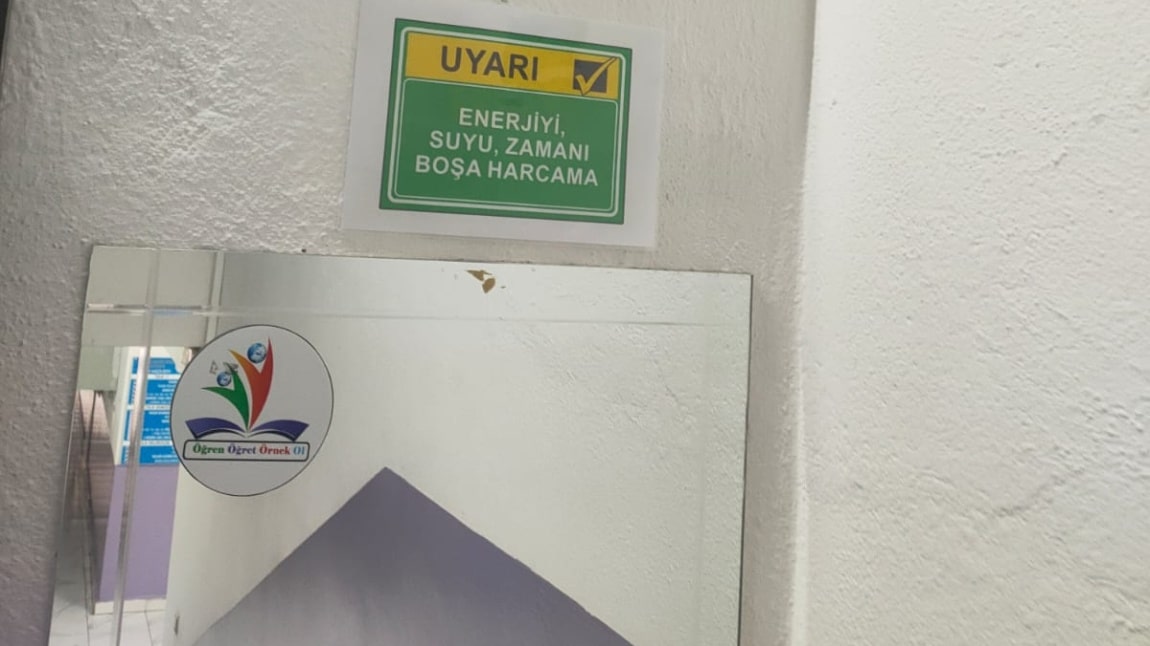 UYARI
ENERJİYİ,
SUYU, ZAMANI
BOŞA HARCAMA
Öğren Öğret Örnek Ol